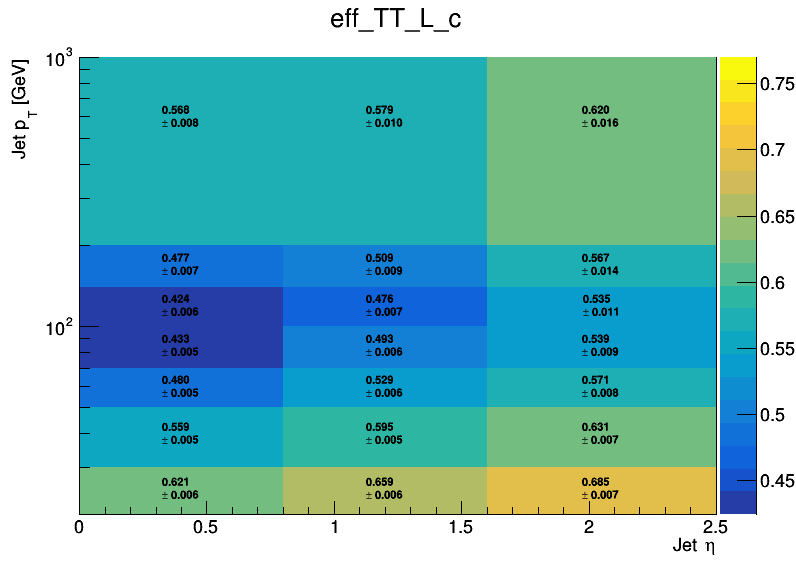 eff_TT_L_c
Jet p_T [GeV]
10^3
10^2
0.568 0.579 0.620
± 0.008 ± 0.010 ± 0.016
0.477 0.509 0.567
± 0.007 ± 0.009 ± 0.014
0.424 0.476 0.535
± 0.006 ± 0.007 ± 0.011
0.433 0.493 0.539
± 0.005 ± 0.006 ± 0.009
0.480 0.529 0.571
± 0.005 ± 0.006 ± 0.008
0.559 0.595 0.631
± 0.005 ± 0.005 ± 0.007
0.621 0.659 0.685
± 0.006 ± 0.006 ± 0.007
0 0.5 1 1.5 2 2.5
Jet η
0.75
0.7
0.65
0.6
0.55
0.5
0.45